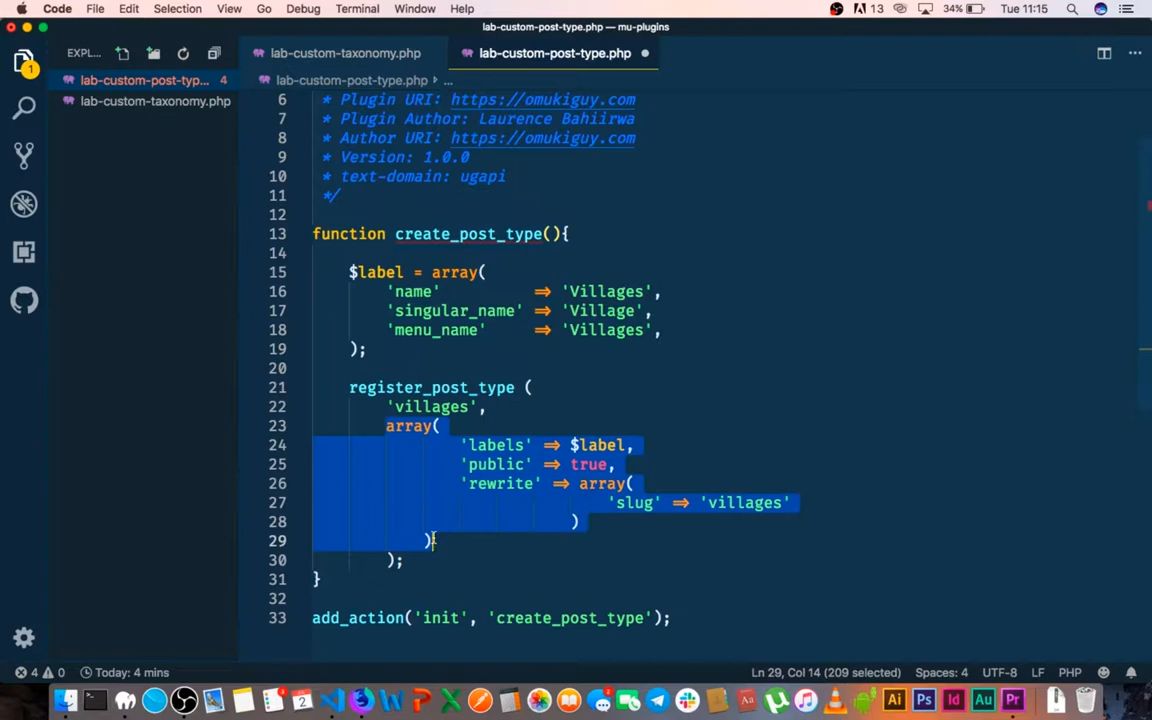 Code File Edit Selection View Go Debug Terminal Window Help 13 34% Tue 11:15
lab-custom-post-type.php — mu-plugins
EXPL... lab-custom-taxonomy.php lab-custom-post-type.php
1
lab-custom-post-typ... 4 lab-custom-post-type.php ...
lab-custom-taxonomy.php
6 * Plugin URI: https://omukiguy.com
7 * Plugin Author: Laurence Bahiirwa
8 * Author URI: https://omukiguy.com
9 * Version: 1.0.0
10 * text-domain: ugapi
11 */
12
13 function create_post_type(){
14
15 $label = array(
16 'name' => 'Villages',
17 'singular_name' => 'Village',
18 'menu_name' => 'Villages',
19 );
20
21 register_post_type (
22 'villages',
23 array(
24 'labels' => $label,
25 'public' => true,
26 'rewrite' => array(
27 'slug' => 'villages'
28 )
29 )
30 );
31 }
32
33 add_action('init', 'create_post_type');
4 0 Today: 4 mins Ln 29, Col 14 (209 selected) Spaces: 4 UTF-8 LF PHP